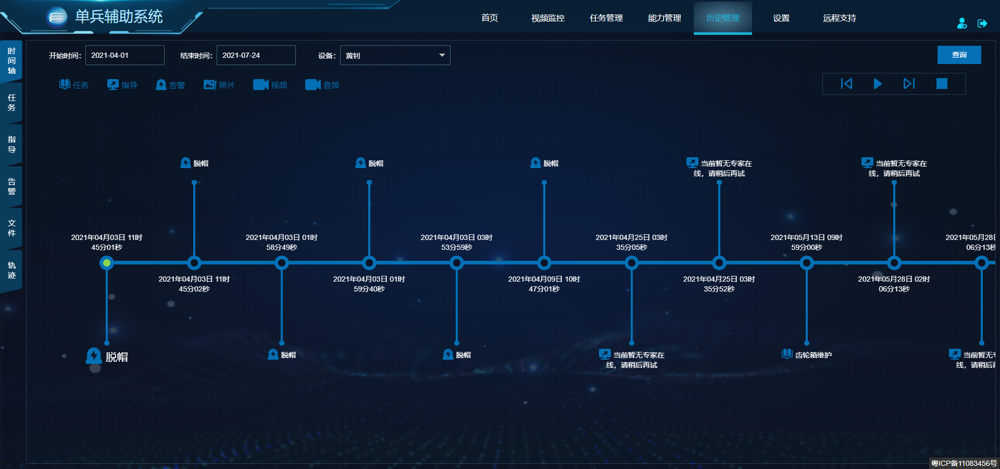 单兵辅助系统
首页
视频监控
任务管理
能力管理
历史管理
设置
远程支持
时间轴
任务
指导
告警
文件
轨迹
开始时间：
2021-04-01
结束时间：
2021-07-24
设备：
黄钊
查询
任务
指导
告警
照片
视频
音频
脱帽
脱帽
脱帽
当前暂无专家在
线，请稍后再试
当前暂无专家在
线，请稍后再试
2021年04月03日 11时
45分01秒
2021年04月03日 01时
58分49秒
2021年04月03日 03时
53分59秒
2021年04月25日 03时
35分05秒
2021年05月13日 09时
59分00秒
2021年05月28日
06分13秒
2021年04月03日 11时
45分02秒
2021年04月03日 01时
59分40秒
2021年04月09日 10时
47分01秒
2021年04月25日 03时
35分52秒
2021年05月28日 02时
06分13秒
脱帽
脱帽
脱帽
当前暂无专家在
线，请稍后再试
齿轮箱维护
当前暂无专
线，请稍后再
粤ICP备11083456号